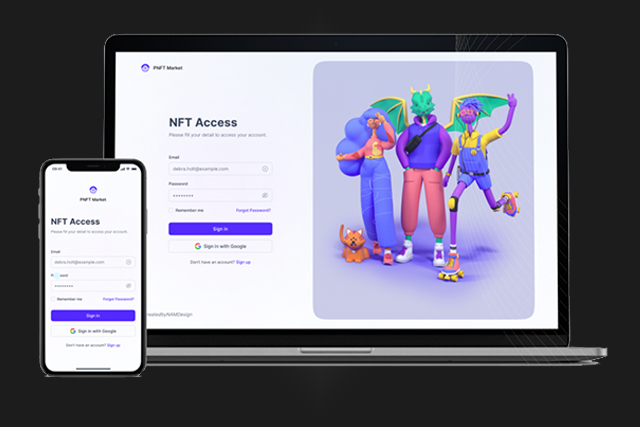 PNFT Market
NFT Access
Please fill your detail to access your account.
Email
debra.holt@example.com
Password
••••••••
Remember me
Forgot Password?
Sign in
Sign in with Google
Don't have an account? Sign up
09:41
PNFT Market
NFT Access
Please fill your detail to access your account.
Email
debra.holt@example.com
••••••••
Remember me
Forgot Password?
Sign in
Sign in with Google
Don't have an account? Sign up